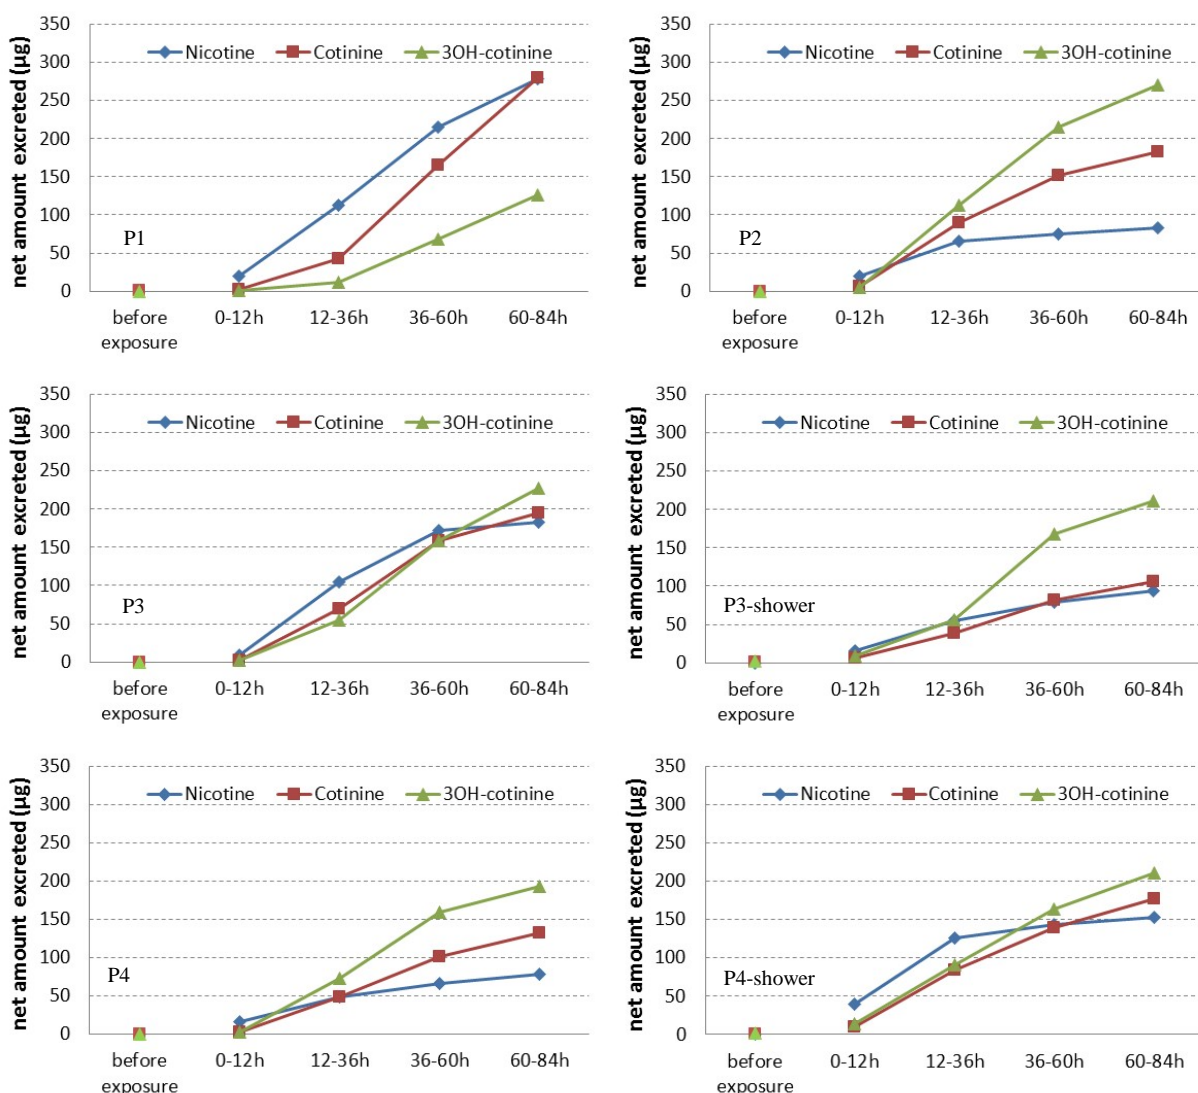 net amount excreted (µg)
350
300
250
200
150
100
50
0
Nicotine Cotinine 3OH-cotinine
P1
before exposure 0-12h 12-36h 36-60h 60-84h
net amount excreted (µg)
350
300
250
200
150
100
50
0
Nicotine Cotinine 3OH-cotinine
P2
before exposure 0-12h 12-36h 36-60h 60-84h
net amount excreted (µg)
350
300
250
200
150
100
50
0
Nicotine Cotinine 3OH-cotinine
P3
before exposure 0-12h 12-36h 36-60h 60-84h
net amount excreted (µg)
350
300
250
200
150
100
50
0
Nicotine Cotinine 3OH-cotinine
P3-shower
before exposure 0-12h 12-36h 36-60h 60-84h
net amount excreted (µg)
350
300
250
200
150
100
50
0
Nicotine Cotinine 3OH-cotinine
P4
before exposure 0-12h 12-36h 36-60h 60-84h
net amount excreted (µg)
350
300
250
200
150
100
50
0
Nicotine Cotinine 3OH-cotinine
P4-shower
before exposure 0-12h 12-36h 36-60h 60-84h